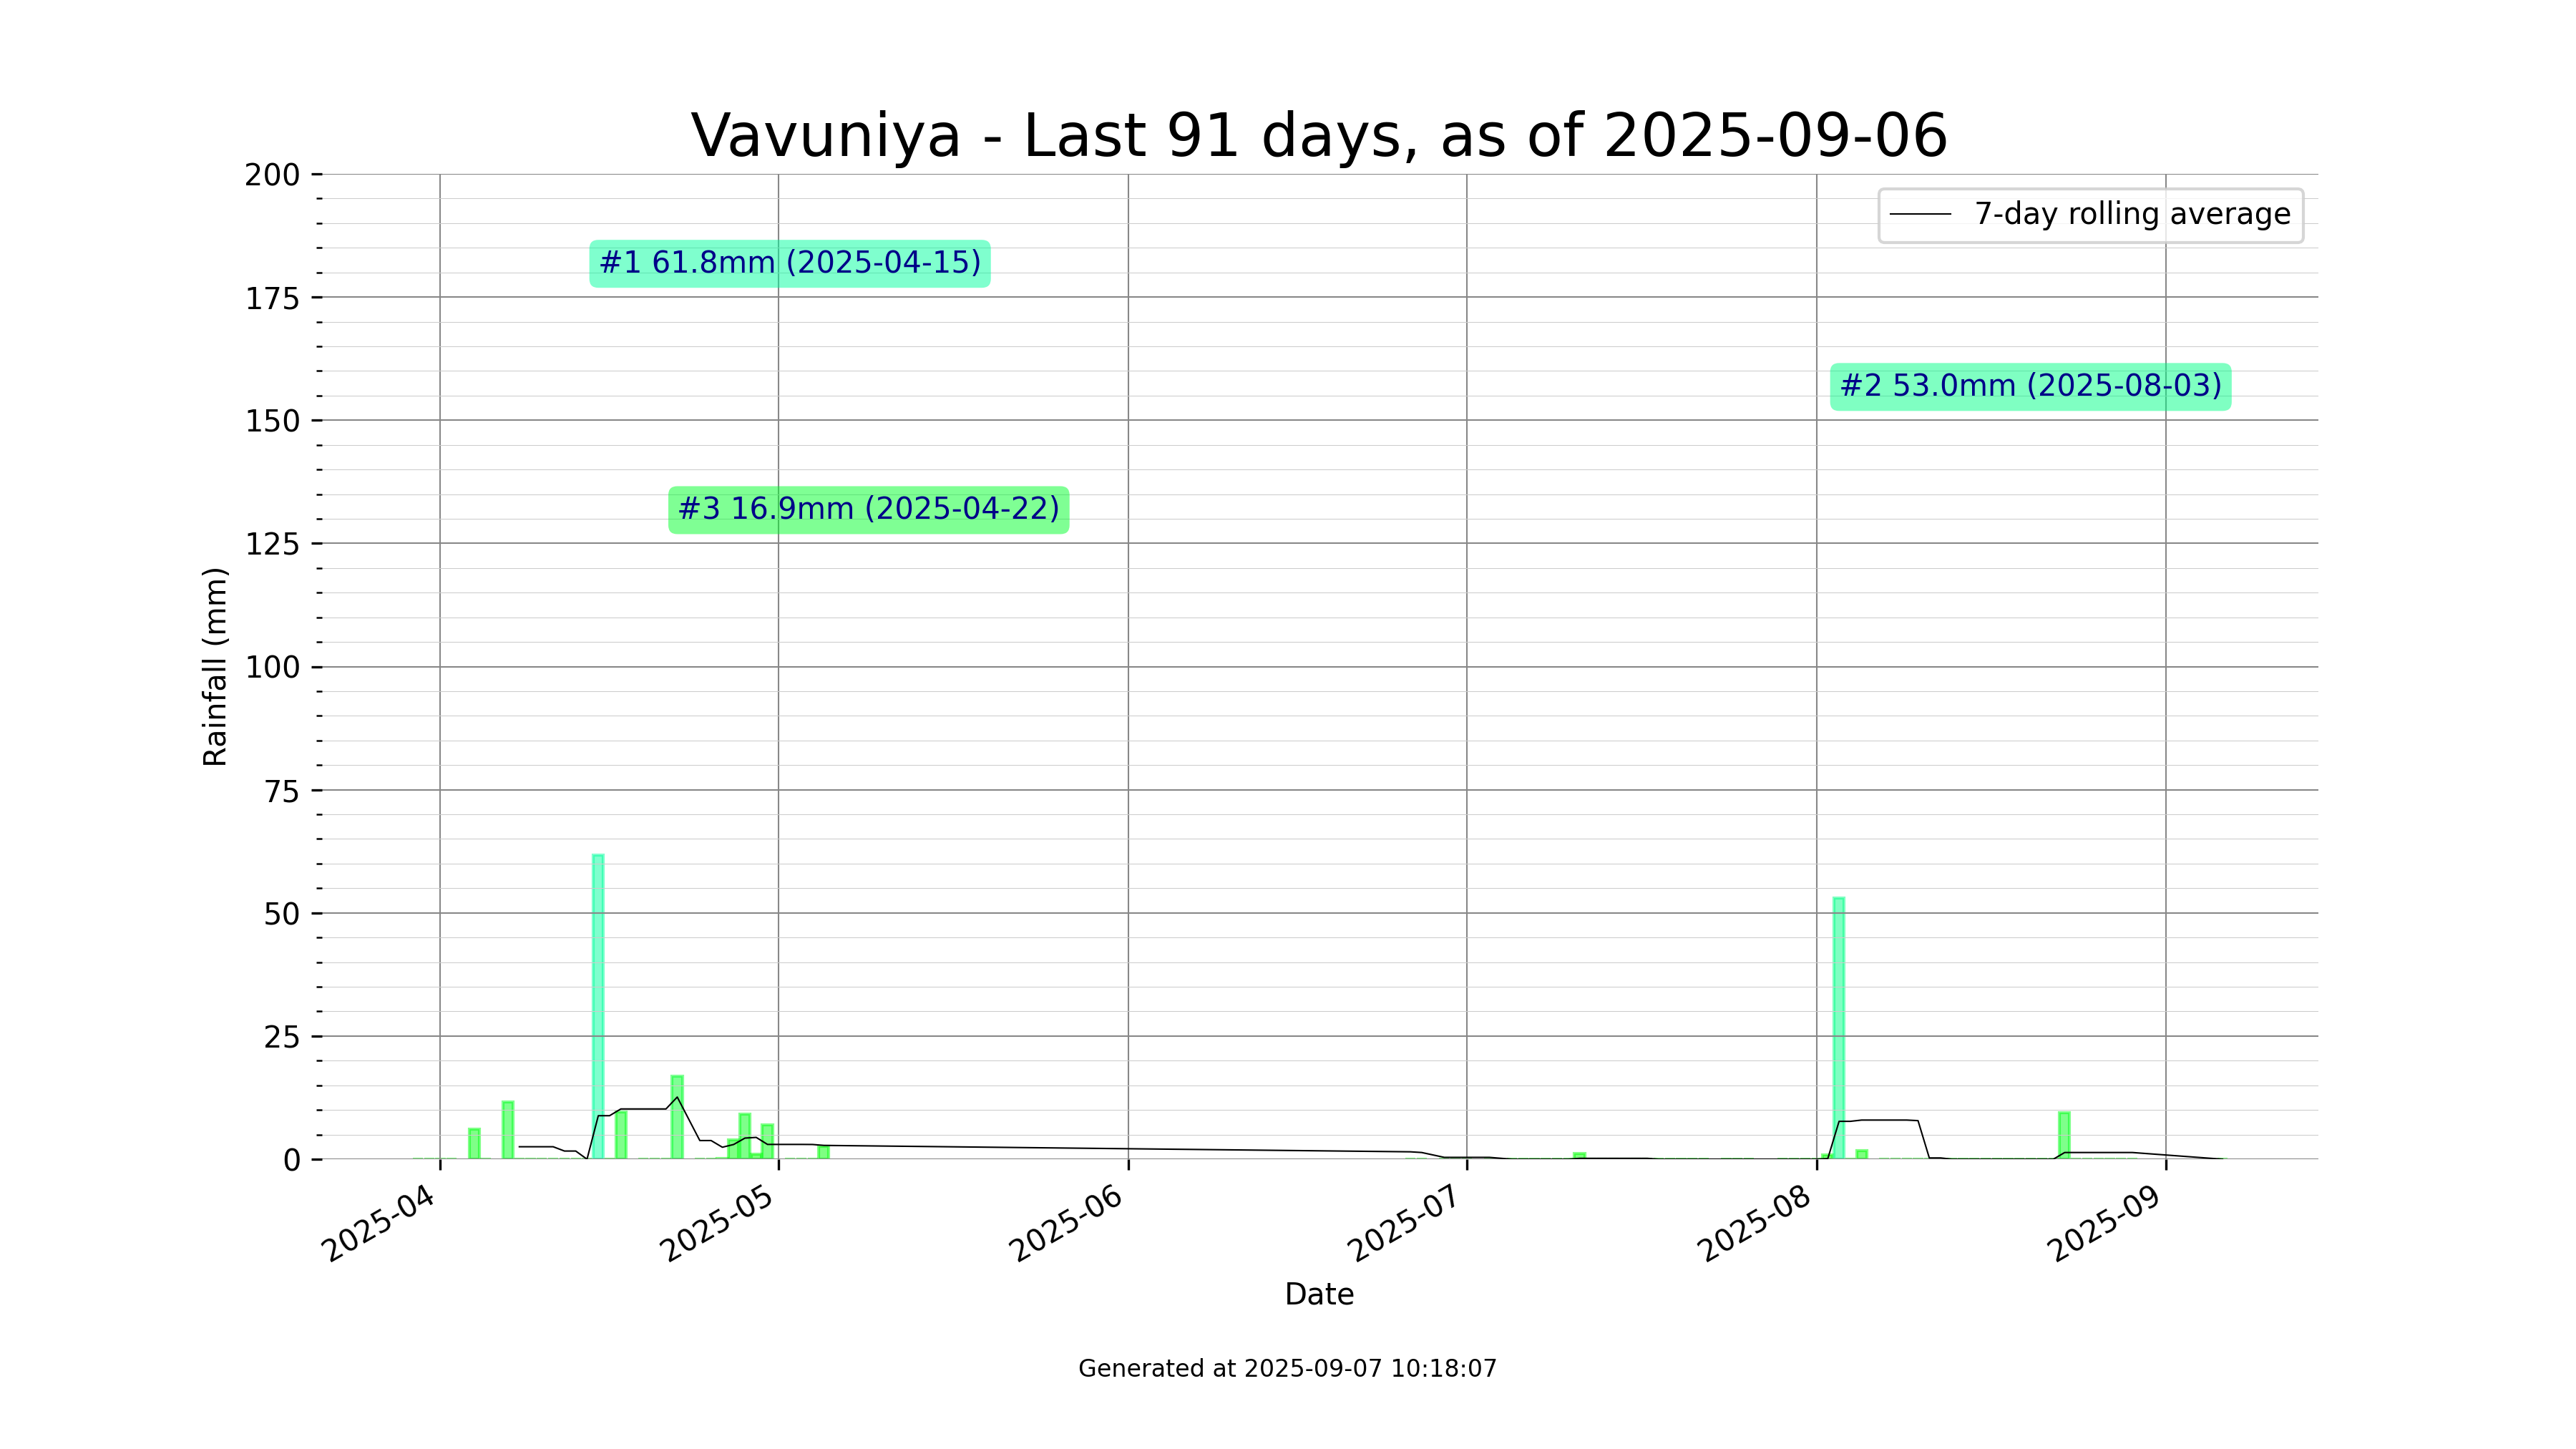 Vavuniya - Last 91 days, as of 2025-09-06
200
175
150
125
100
75
50
25
0
Rainfall (mm)
7-day rolling average
#1 61.8mm (2025-04-15)
#2 53.0mm (2025-08-03)
#3 16.9mm (2025-04-22)
2025-04
2025-05
2025-06
2025-07
2025-08
2025-09
Date
Generated at 2025-09-07 10:18:07